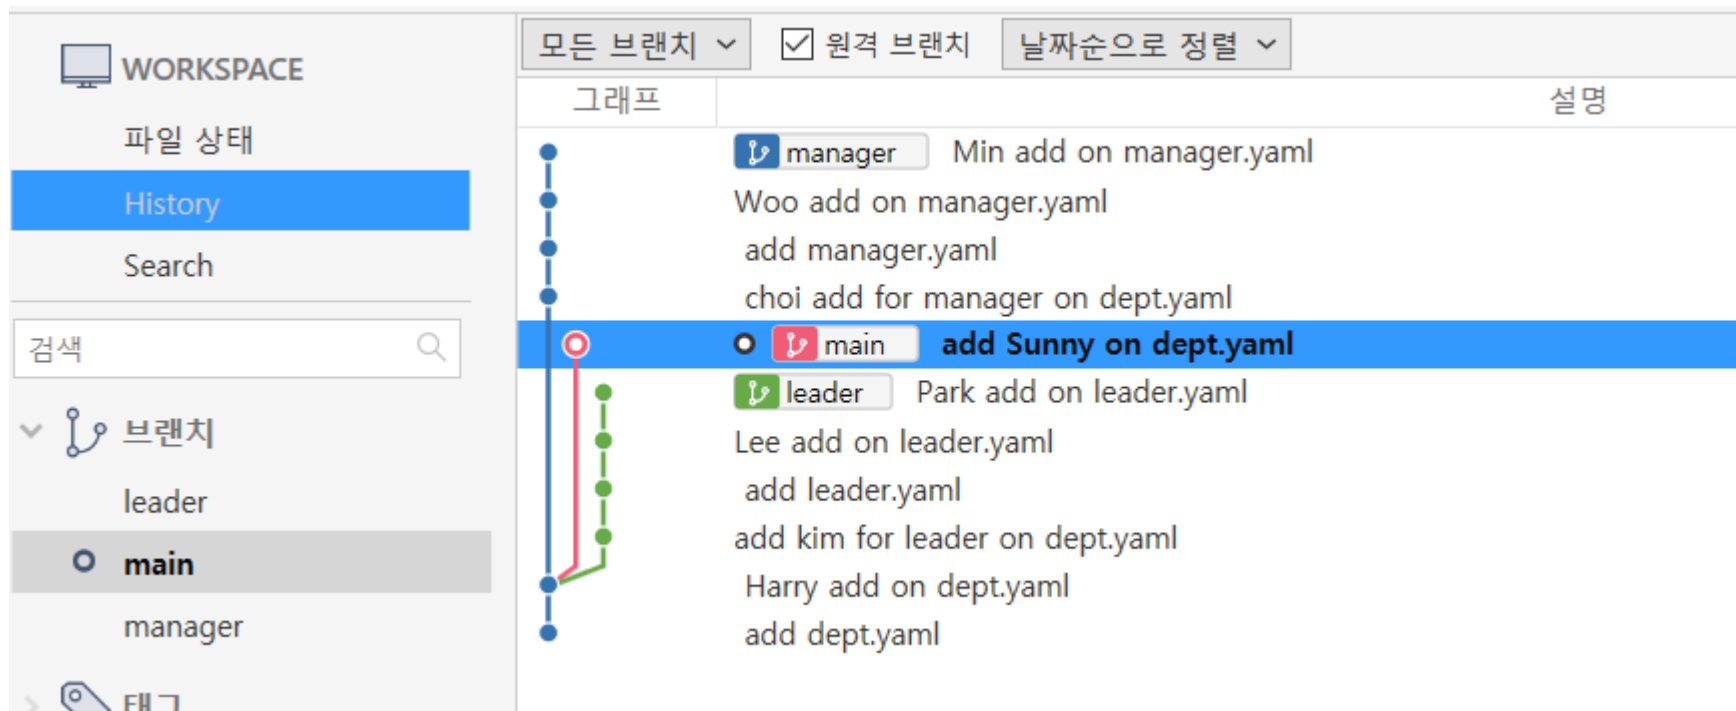 WORKSPACE
파일 상태
History
Search
검색
브랜치
leader
main
manager
태그
모든 브랜치
원격 브랜치
날짜순으로 정렬
그래프
설명
manager Min add on manager.yaml
Woo add on manager.yaml
add manager.yaml
choi add for manager on dept.yaml
main add Sunny on dept.yaml
leader Park add on leader.yaml
Lee add on leader.yaml
add leader.yaml
add kim for leader on dept.yaml
Harry add on dept.yaml
add dept.yaml